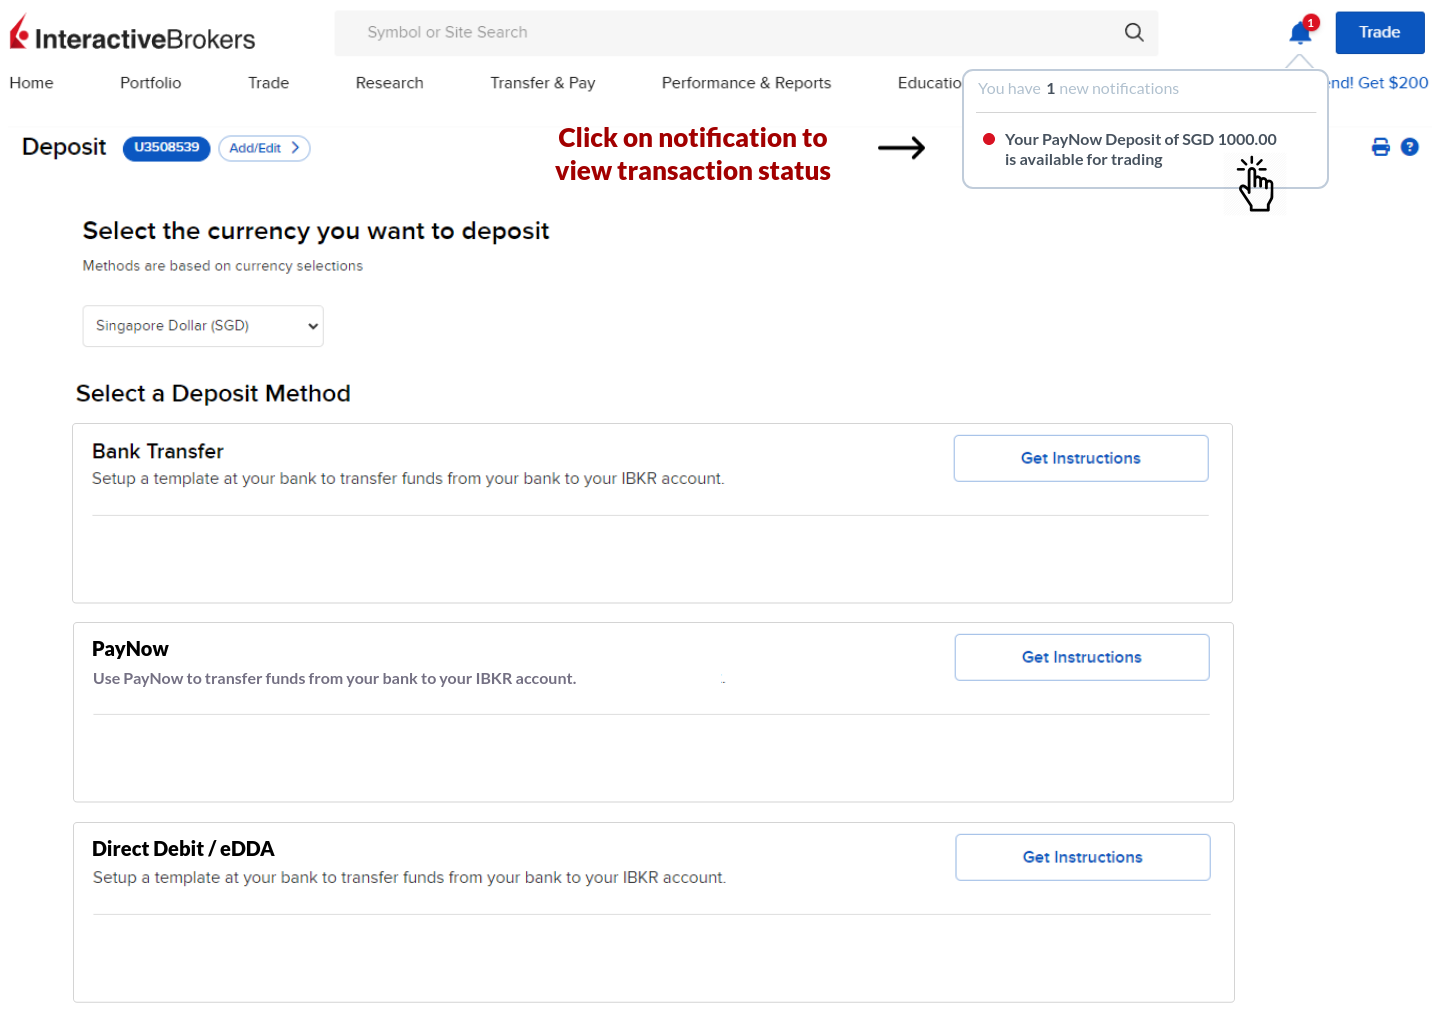 InteractiveBrokers
Symbol or Site Search
1
Trade
Home Portfolio Trade Research Transfer & Pay Performance & Reports Educatio nd! Get $200
You have 1 new notifications
Your PayNow Deposit of SGD 1000.00
is available for trading
Deposit U3508539 Add/Edit
Click on notification to
view transaction status
?
Select the currency you want to deposit
Methods are based on currency selections
Singapore Dollar (SGD)
Select a Deposit Method
Bank Transfer
Get Instructions
Setup a template at your bank to transfer funds from your bank to your IBKR account.
PayNow
Get Instructions
Use PayNow to transfer funds from your bank to your IBKR account.
Direct Debit / eDDA
Get Instructions
Setup a template at your bank to transfer funds from your bank to your IBKR account.